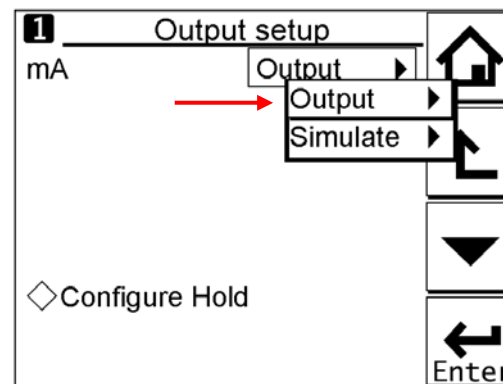 1 Output setup
mA Output
Output
Simulate
Configure Hold
Enter